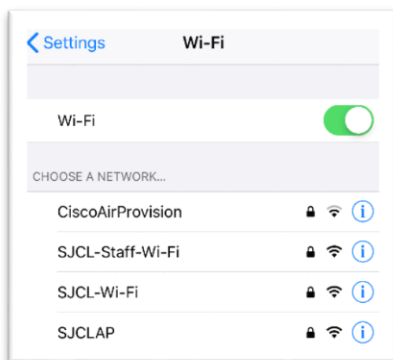 Settings Wi-Fi
Wi-Fi
CHOOSE A NETWORK...
CiscoAirProvision
SJCL-Staff-Wi-Fi
SJCL-Wi-Fi
SJCLAP